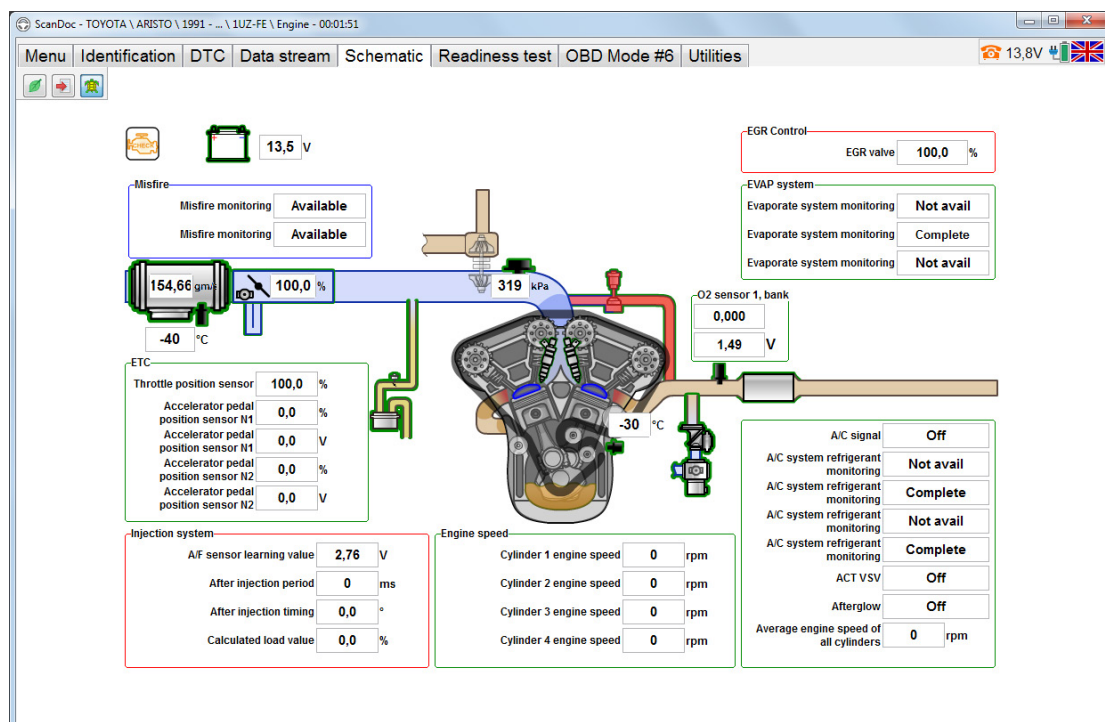 ScanDoc - TOYOTA \ ARISTO \ 1991 - ... \ 1UZ-FE \ Engine - 00:01:51
Menu Identification DTC Data stream Schematic Readiness test OBD Mode #6 Utilities
13,8V
CHECK
13,5 V
EGR Control
EGR valve 100,0 %
Misfire
Misfire monitoring Available
Misfire monitoring Available
EVAP system
Evaporate system monitoring Not avail
Evaporate system monitoring Complete
Evaporate system monitoring Not avail
154,66 gm/
100,0 %
319 kPa
-40 °C
O2 sensor 1, bank
0,000
1,49 V
ETC
Throttle position sensor 100,0 %
Accelerator pedal
position sensor N1 0,0 %
Accelerator pedal
position sensor N1 0,0 V
Accelerator pedal
position sensor N2 0,0 %
Accelerator pedal
position sensor N2 0,0 V
-30 °C
A/C signal Off
A/C system refrigerant
monitoring Not avail
A/C system refrigerant
monitoring Complete
A/C system refrigerant
monitoring Not avail
A/C system refrigerant
monitoring Complete
ACT VSV Off
Afterglow Off
Average engine speed of
all cylinders 0 rpm
Injection system
A/F sensor learning value 2,76 V
After injection period 0 ms
After injection timing 0,0 °
Calculated load value 0,0 %
Engine speed
Cylinder 1 engine speed 0 rpm
Cylinder 2 engine speed 0 rpm
Cylinder 3 engine speed 0 rpm
Cylinder 4 engine speed 0 rpm